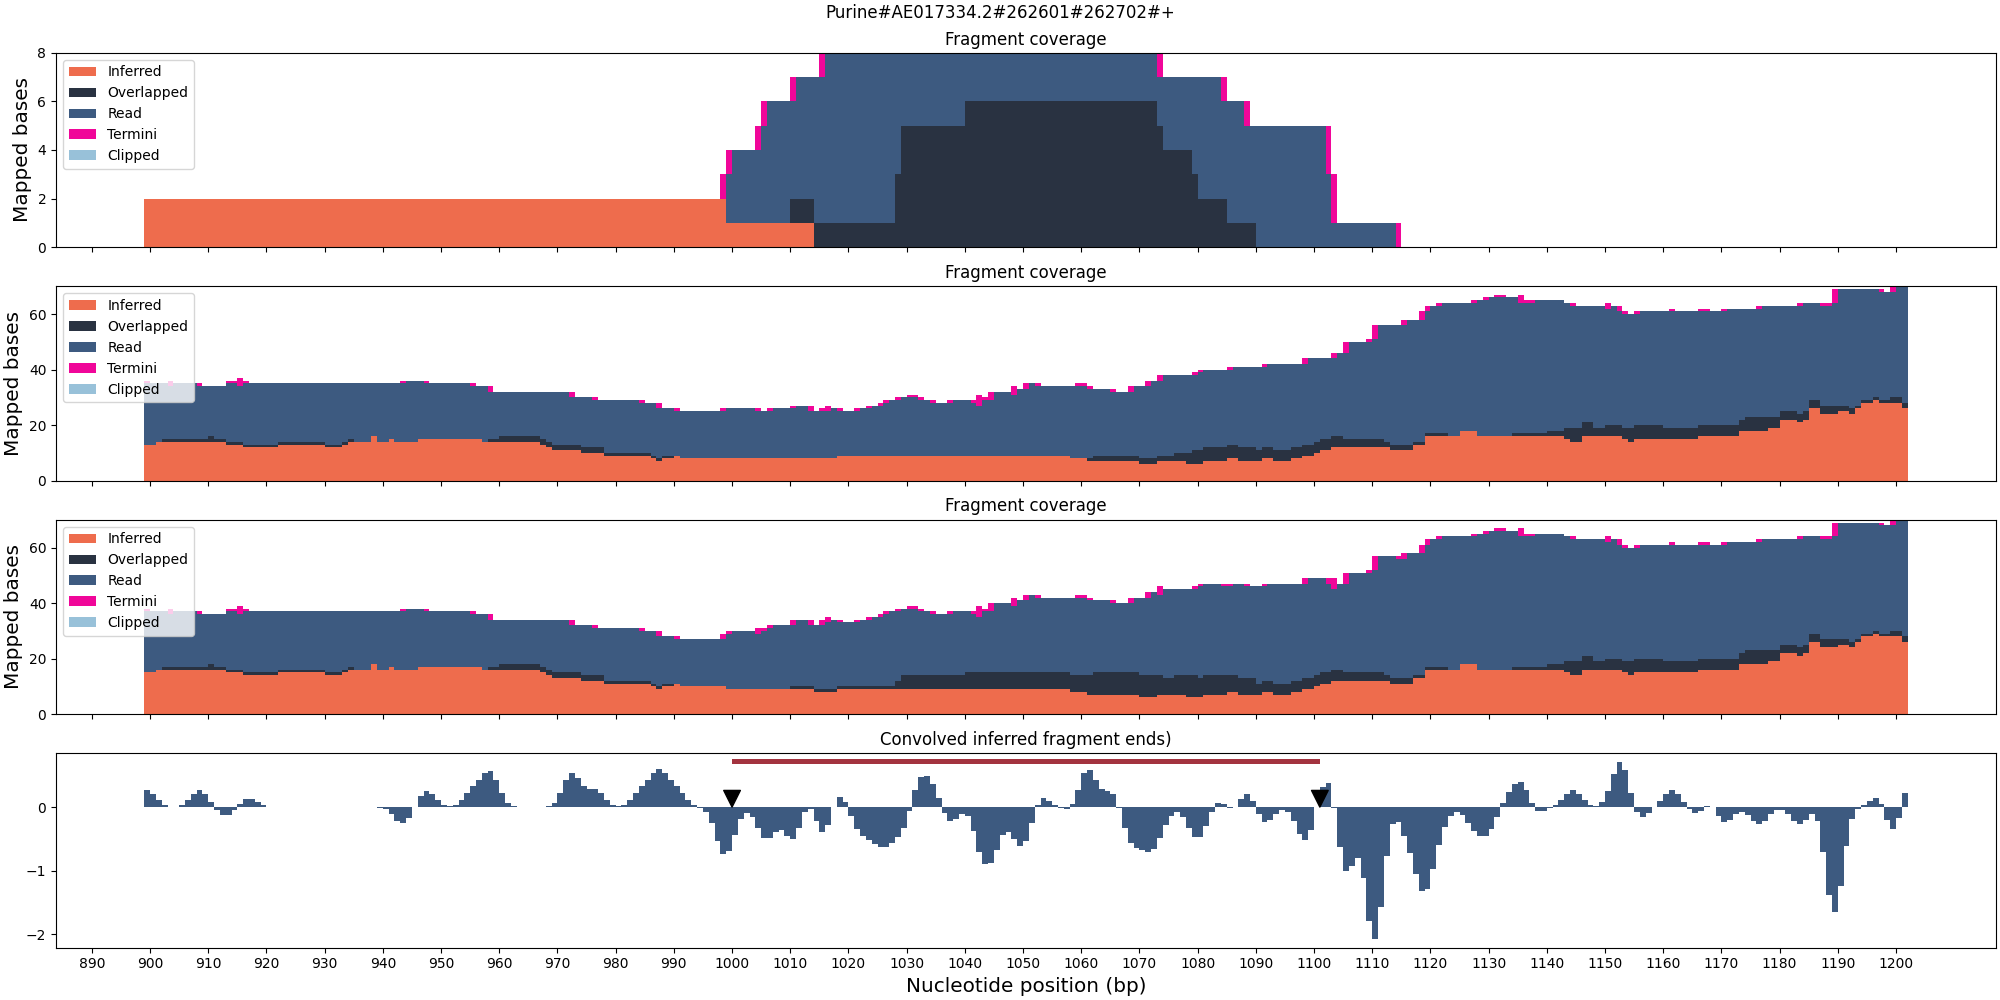 Purine#AE017334.2#262601#262702#+
Fragment coverage
Mapped bases
8
6
4
2
0
Inferred
Overlapped
Read
Termini
Clipped
Fragment coverage
Mapped bases
60
40
20
0
Inferred
Overlapped
Read
Termini
Clipped
Fragment coverage
Mapped bases
60
40
20
0
Inferred
Overlapped
Read
Termini
Clipped
Convolved inferred fragment ends)
0
−1
−2
890 900 910 920 930 940 950 960 970 980 990 1000 1010 1020 1030 1040 1050 1060 1070 1080 1090 1100 1110 1120 1130 1140 1150 1160 1170 1180 1190 1200
Nucleotide position (bp)